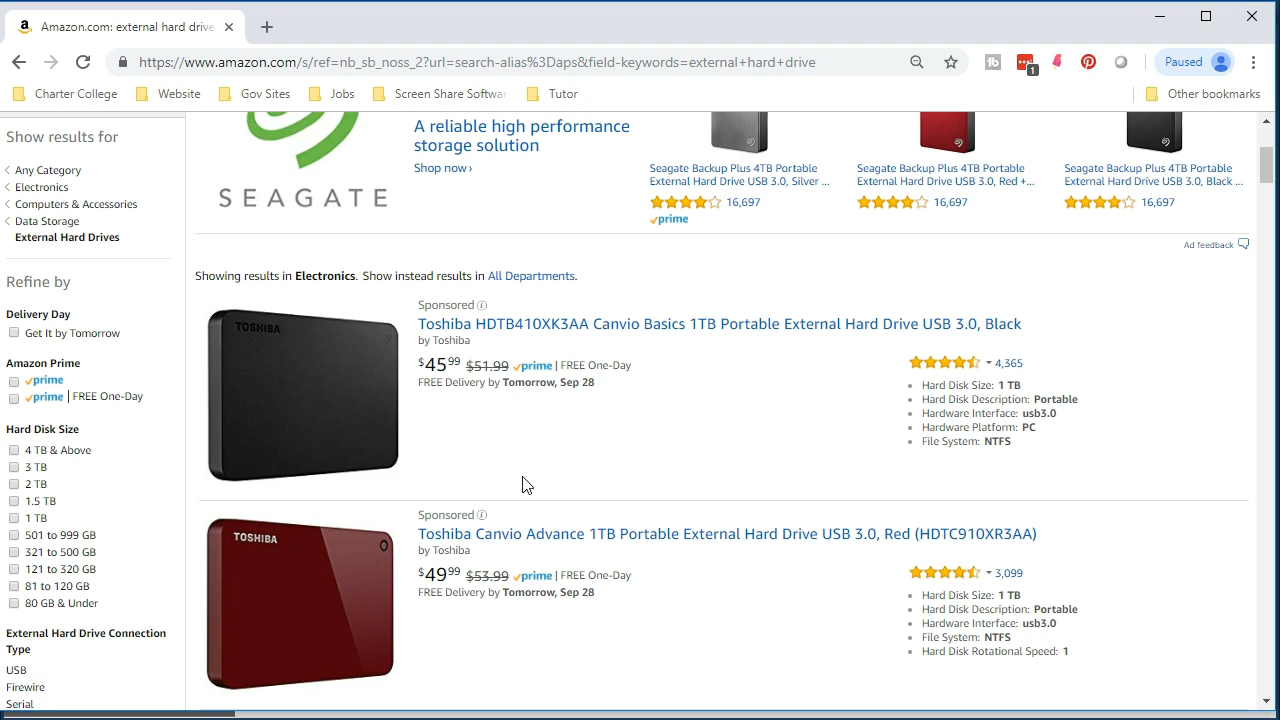 Amazon.com: external hard drive
https://www.amazon.com/s/ref=nb_sb_noss_2?url=search-alias%3Daps&field-keywords=external+hard+drive
1
Paused
Charter College
Website
Gov Sites
Jobs
Screen Share Softwar
Tutor
Other bookmarks
Show results for
Any Category
Electronics
Computers & Accessories
Data Storage
External Hard Drives
Refine by
Delivery Day
Get It by Tomorrow
Amazon Prime
prime
prime | FREE One-Day
Hard Disk Size
4 TB & Above
3 TB
2 TB
1.5 TB
1 TB
501 to 999 GB
321 to 500 GB
121 to 320 GB
81 to 120 GB
80 GB & Under
External Hard Drive Connection
Type
USB
Firewire
Serial
SEAGATE
A reliable high performance
storage solution
Shop now ›
Seagate Backup Plus 4TB Portable
External Hard Drive USB 3.0, Silver ...
16,697
prime
Seagate Backup Plus 4TB Portable
External Hard Drive USB 3.0, Red +...
16,697
Seagate Backup Plus 4TB Portable
External Hard Drive USB 3.0, Black ...
16,697
Ad feedback
Showing results in Electronics. Show instead results in All Departments.
TOSHIBA
Sponsored
Toshiba HDTB410XK3AA Canvio Basics 1TB Portable External Hard Drive USB 3.0, Black
by Toshiba
$45 99 $51.99 prime | FREE One-Day
FREE Delivery by Tomorrow, Sep 28
4,365
Hard Disk Size: 1 TB
Hard Disk Description: Portable
Hardware Interface: usb3.0
Hardware Platform: PC
File System: NTFS
TOSHIBA
Sponsored
Toshiba Canvio Advance 1TB Portable External Hard Drive USB 3.0, Red (HDTC910XR3AA)
by Toshiba
$49 99 $53.99 prime | FREE One-Day
FREE Delivery by Tomorrow, Sep 28
3,099
Hard Disk Size: 1 TB
Hard Disk Description: Portable
Hardware Interface: usb3.0
File System: NTFS
Hard Disk Rotational Speed: 1